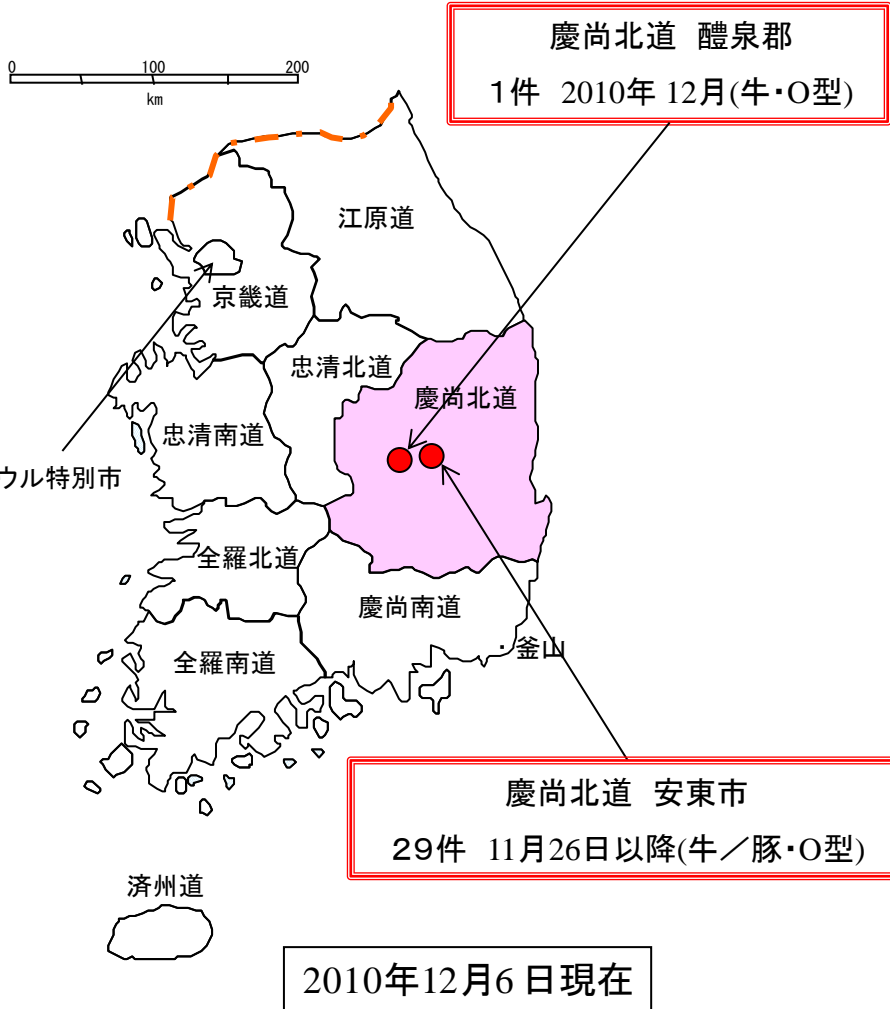 慶尚北道 醴泉郡
1件 2010年 12月(牛・O型)
0 100 200
km
江原道
京畿道
忠清北道
慶尚北道
忠清南道
ウル特別市
全羅北道
慶尚南道
・釜山
全羅南道
慶尚北道 安東市
29件 11月26日以降(牛／豚・O型)
済州道
2010年12月6日現在